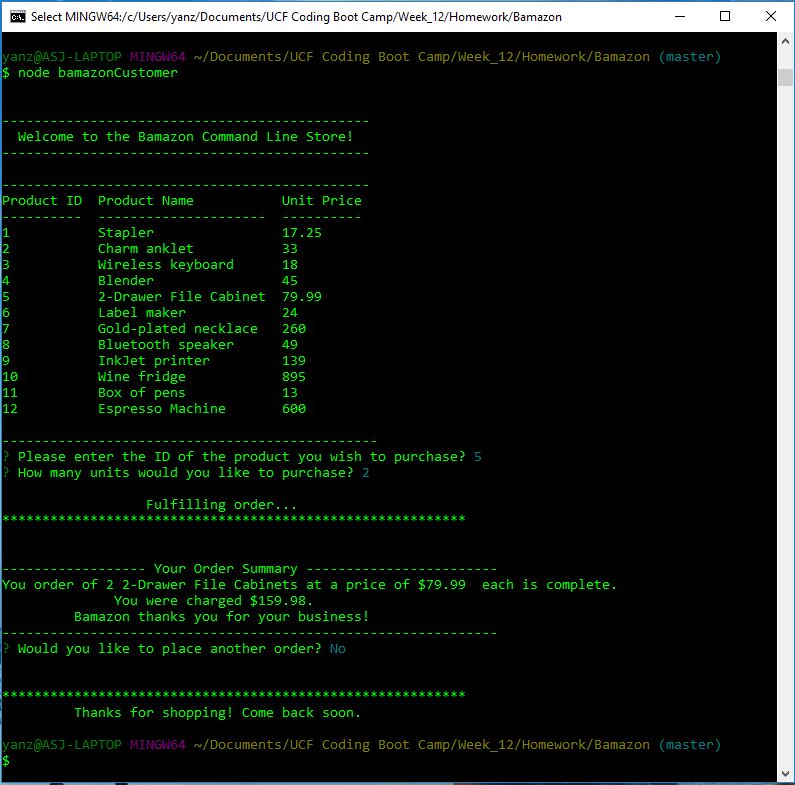 Select MINGW64:/c/Users/yanz/Documents/UCF Coding Boot Camp/Week_12/Homework/Bamazon
yanz@ASJ-LAPTOP MINGW64 ~/Documents/UCF Coding Boot Camp/Week_12/Homework/Bamazon (master)
$ node bamazonCustomer
----------------------------------------------
Welcome to the Bamazon Command Line Store!
----------------------------------------------
----------------------------------------------
Product ID  Product Name           Unit Price
----------  ---------------------  ----------
1           Stapler                17.25
2           Charm anklet           33
3           Wireless keyboard      18
4           Blender                45
5           2-Drawer File Cabinet  79.99
6           Label maker            24
7           Gold-plated necklace   260
8           Bluetooth speaker      49
9           InkJet printer         139
10          Wine fridge            895
11          Box of pens            13
12          Espresso Machine       600
-----------------------------------------------
? Please enter the ID of the product you wish to purchase? 5
? How many units would you like to purchase? 2
Fulfilling order...
**********************************************************
------------------ Your Order Summary ------------------------
You order of 2 2-Drawer File Cabinets at a price of $79.99  each is complete.
You were charged $159.98.
Bamazon thanks you for your business!
--------------------------------------------------------------
? Would you like to place another order? No
**********************************************************
Thanks for shopping! Come back soon.
yanz@ASJ-LAPTOP MINGW64 ~/Documents/UCF Coding Boot Camp/Week_12/Homework/Bamazon (master)
$